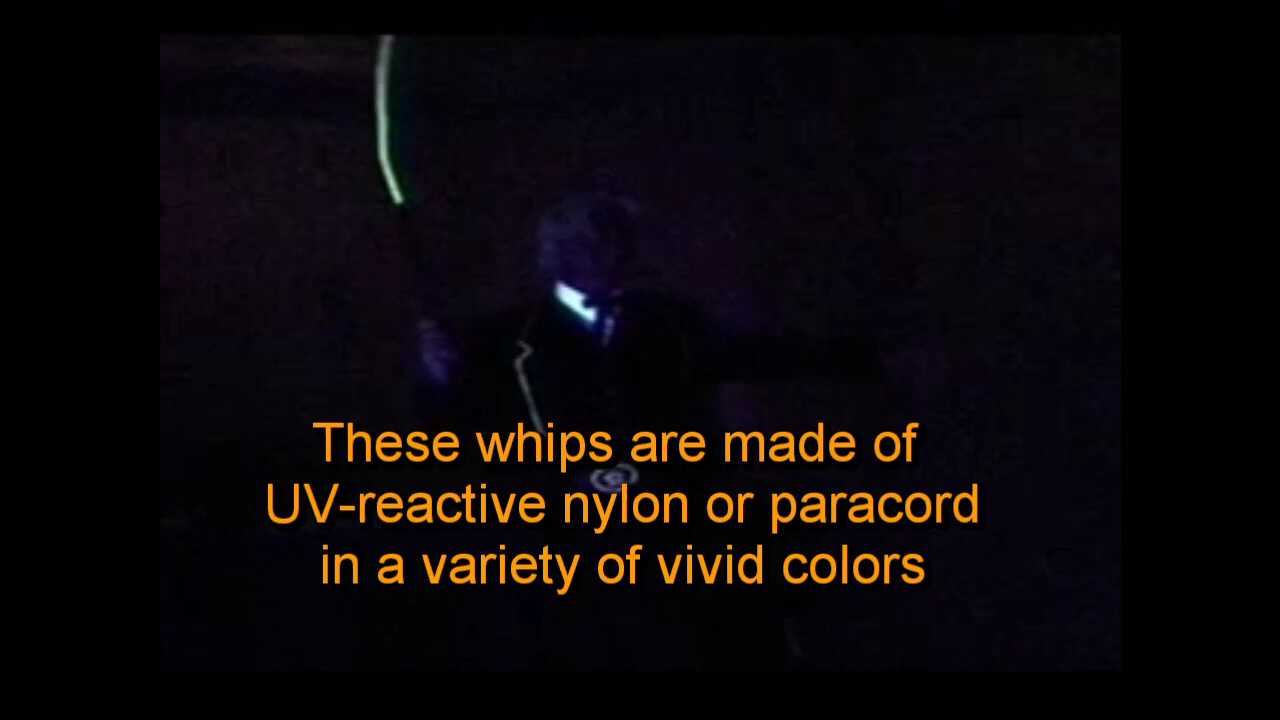 These whips are made of
UV-reactive nylon or paracord
in a variety of vivid colors